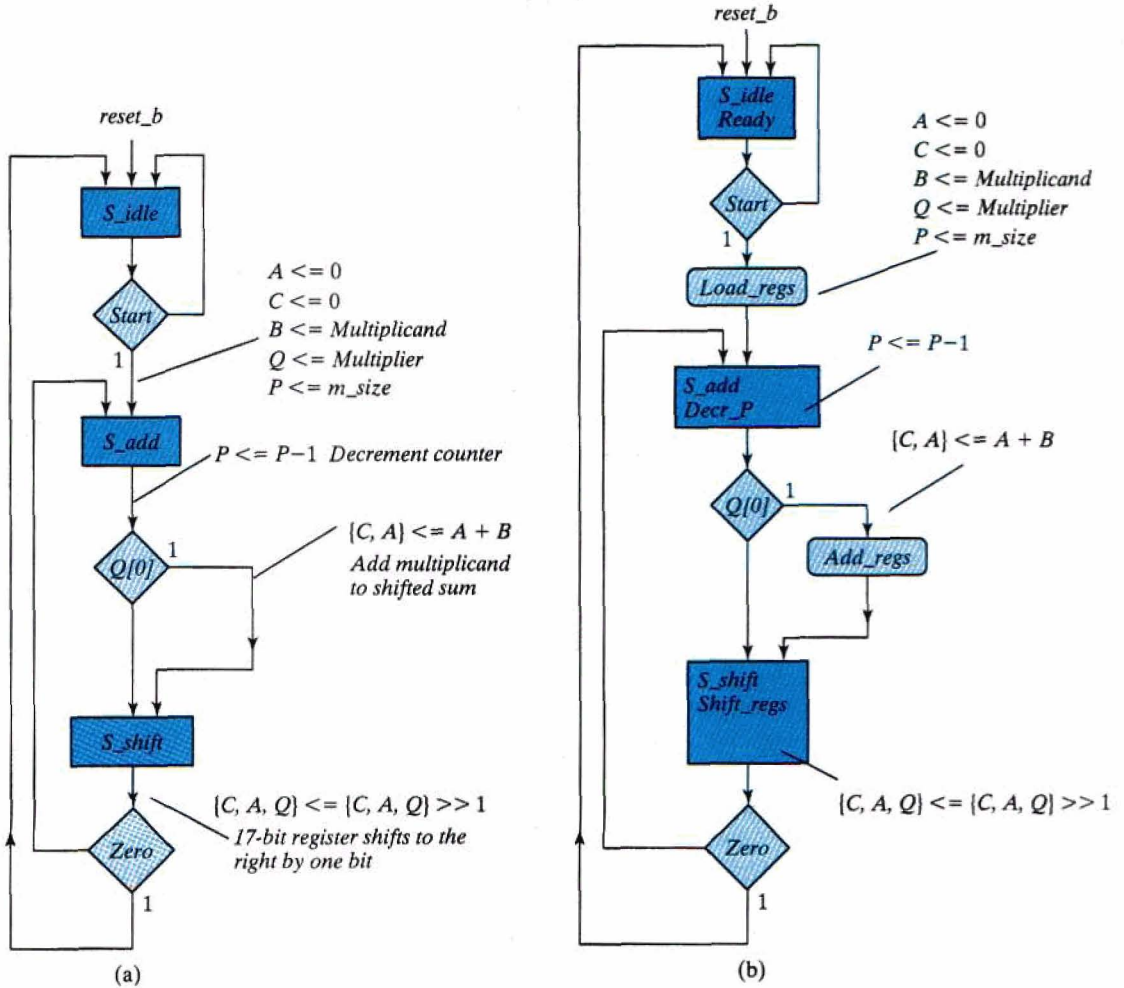 reset_b
S_idle
Start
1
A <= 0
C <= 0
B <= Multiplicand
Q <= Multiplier
P <= m_size
S_add
P <= P−1 Decrement counter
Q[0]
1
{C, A} <= A + B
Add multiplicand
to shifted sum
S_shift
{C, A, Q} <= {C, A, Q} >> 1
17-bit register shifts to the
right by one bit
Zero
1
(a)
reset_b
S_idle
Ready
Start
1
A <= 0
C <= 0
B <= Multiplicand
Q <= Multiplier
P <= m_size
Load_regs
P <= P−1
S_add
Decr_P
{C, A} <= A + B
Q[0]
1
Add_regs
S_shift
Shift_regs
{C, A, Q} <= {C, A, Q} >> 1
Zero
1
(b)